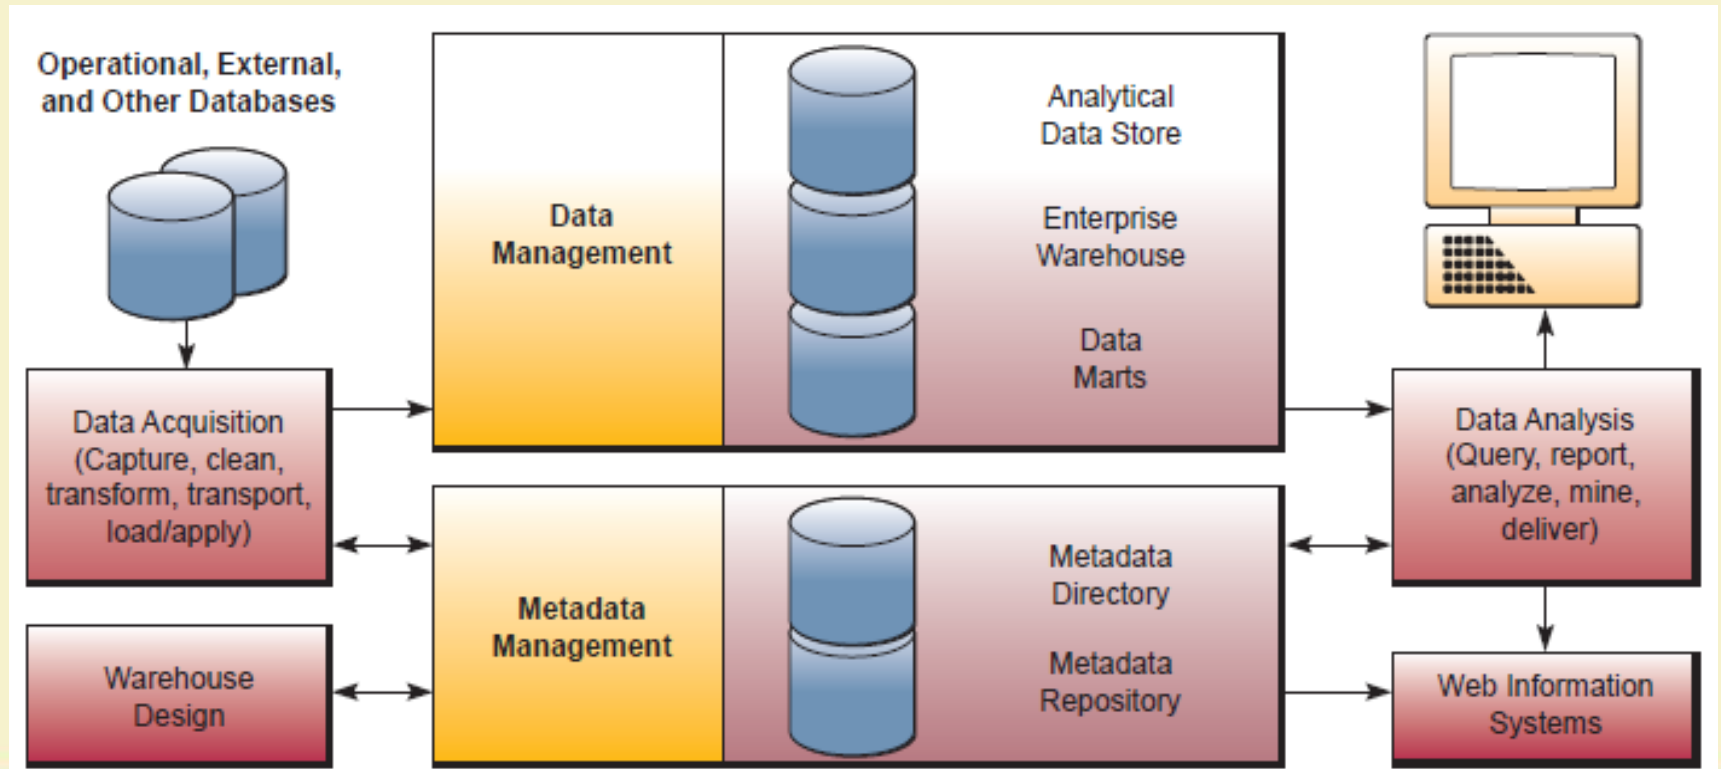 Operational, External,
and Other Databases
Data Acquisition
(Capture, clean,
transform, transport,
load/apply)
Warehouse
Design
Data
Management
Analytical
Data Store
Enterprise
Warehouse
Data
Marts
Metadata
Management
Metadata
Directory
Metadata
Repository
Data Analysis
(Query, report,
analyze, mine,
deliver)
Web Information
Systems